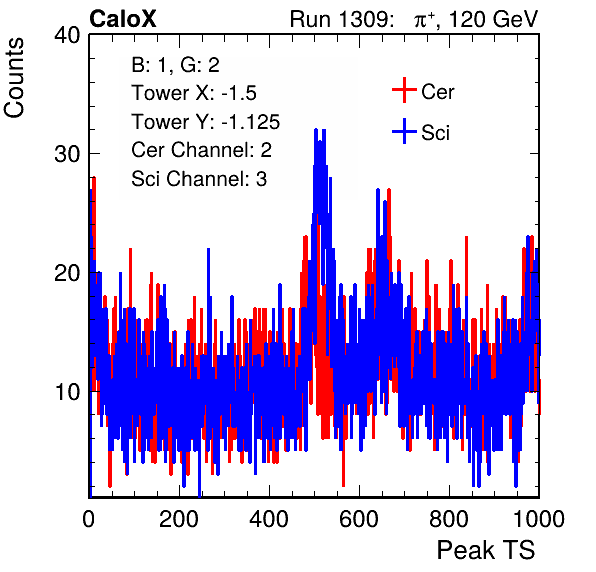 CaloX Run 1309: π+, 120 GeV
Counts
40
30
20
10
B: 1, G: 2
Tower X: -1.5
Tower Y: -1.125
Cer Channel: 2
Sci Channel: 3
Cer
Sci
0 200 400 600 800 1000
Peak TS